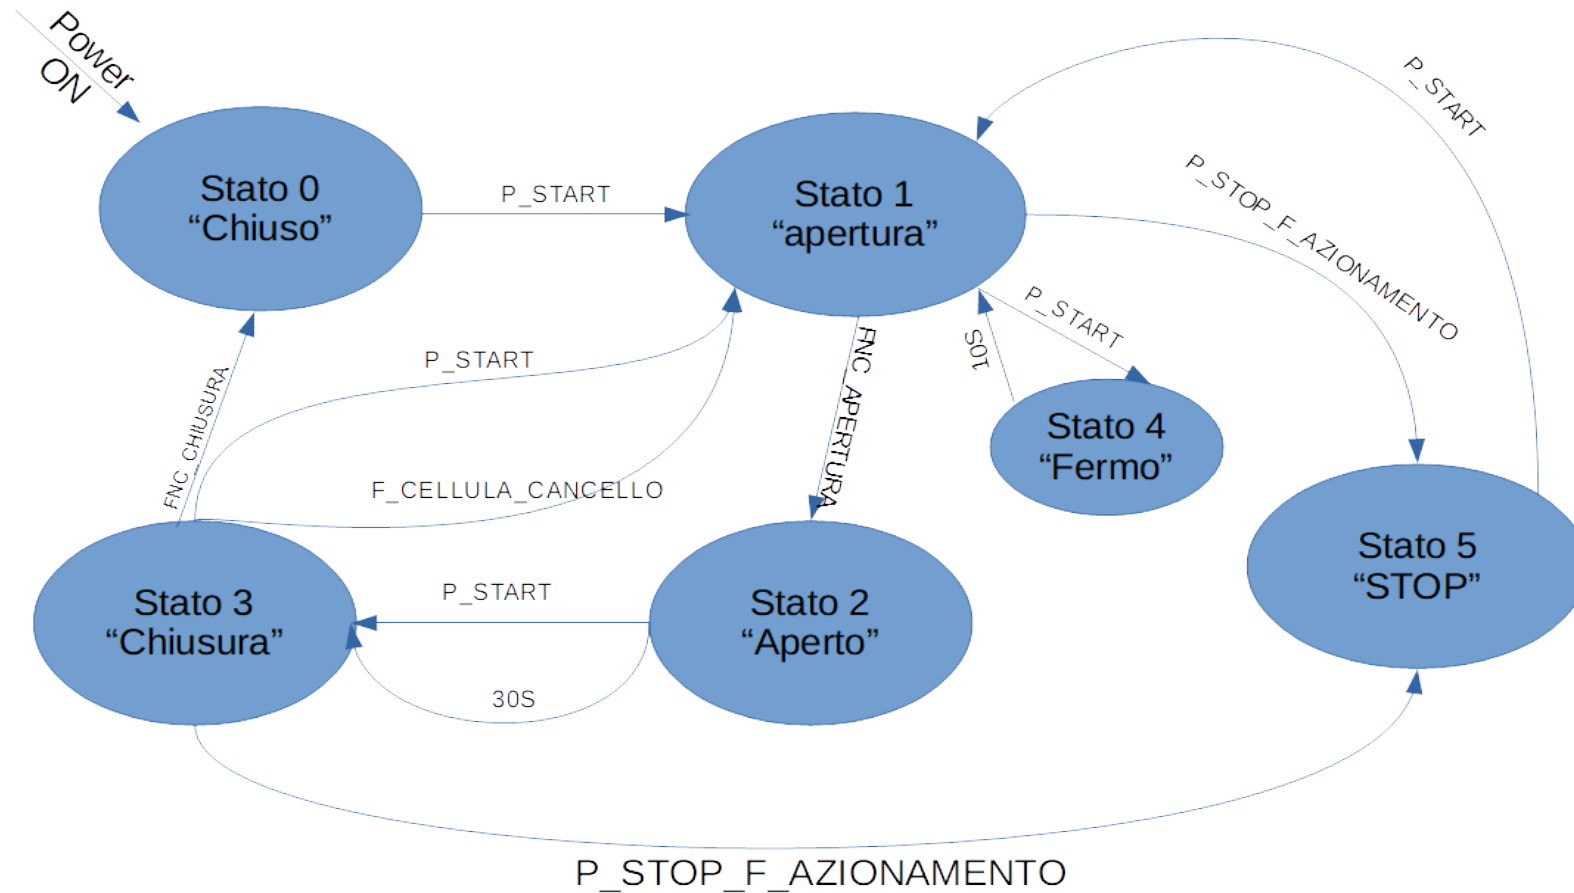 Power
ON
Stato 0
“Chiuso”
P_START
Stato 1
“apertura”
P_START
P_STOP_F_AZIONAMENTO
P_START
10S
FNC_APERTURA
P_START
FNC_CHIUSURA
Stato 4
“Fermo”
F_CELLULA_CANCELLO
Stato 5
“STOP”
Stato 3
“Chiusura”
P_START
Stato 2
“Aperto”
30S
P_STOP_F_AZIONAMENTO